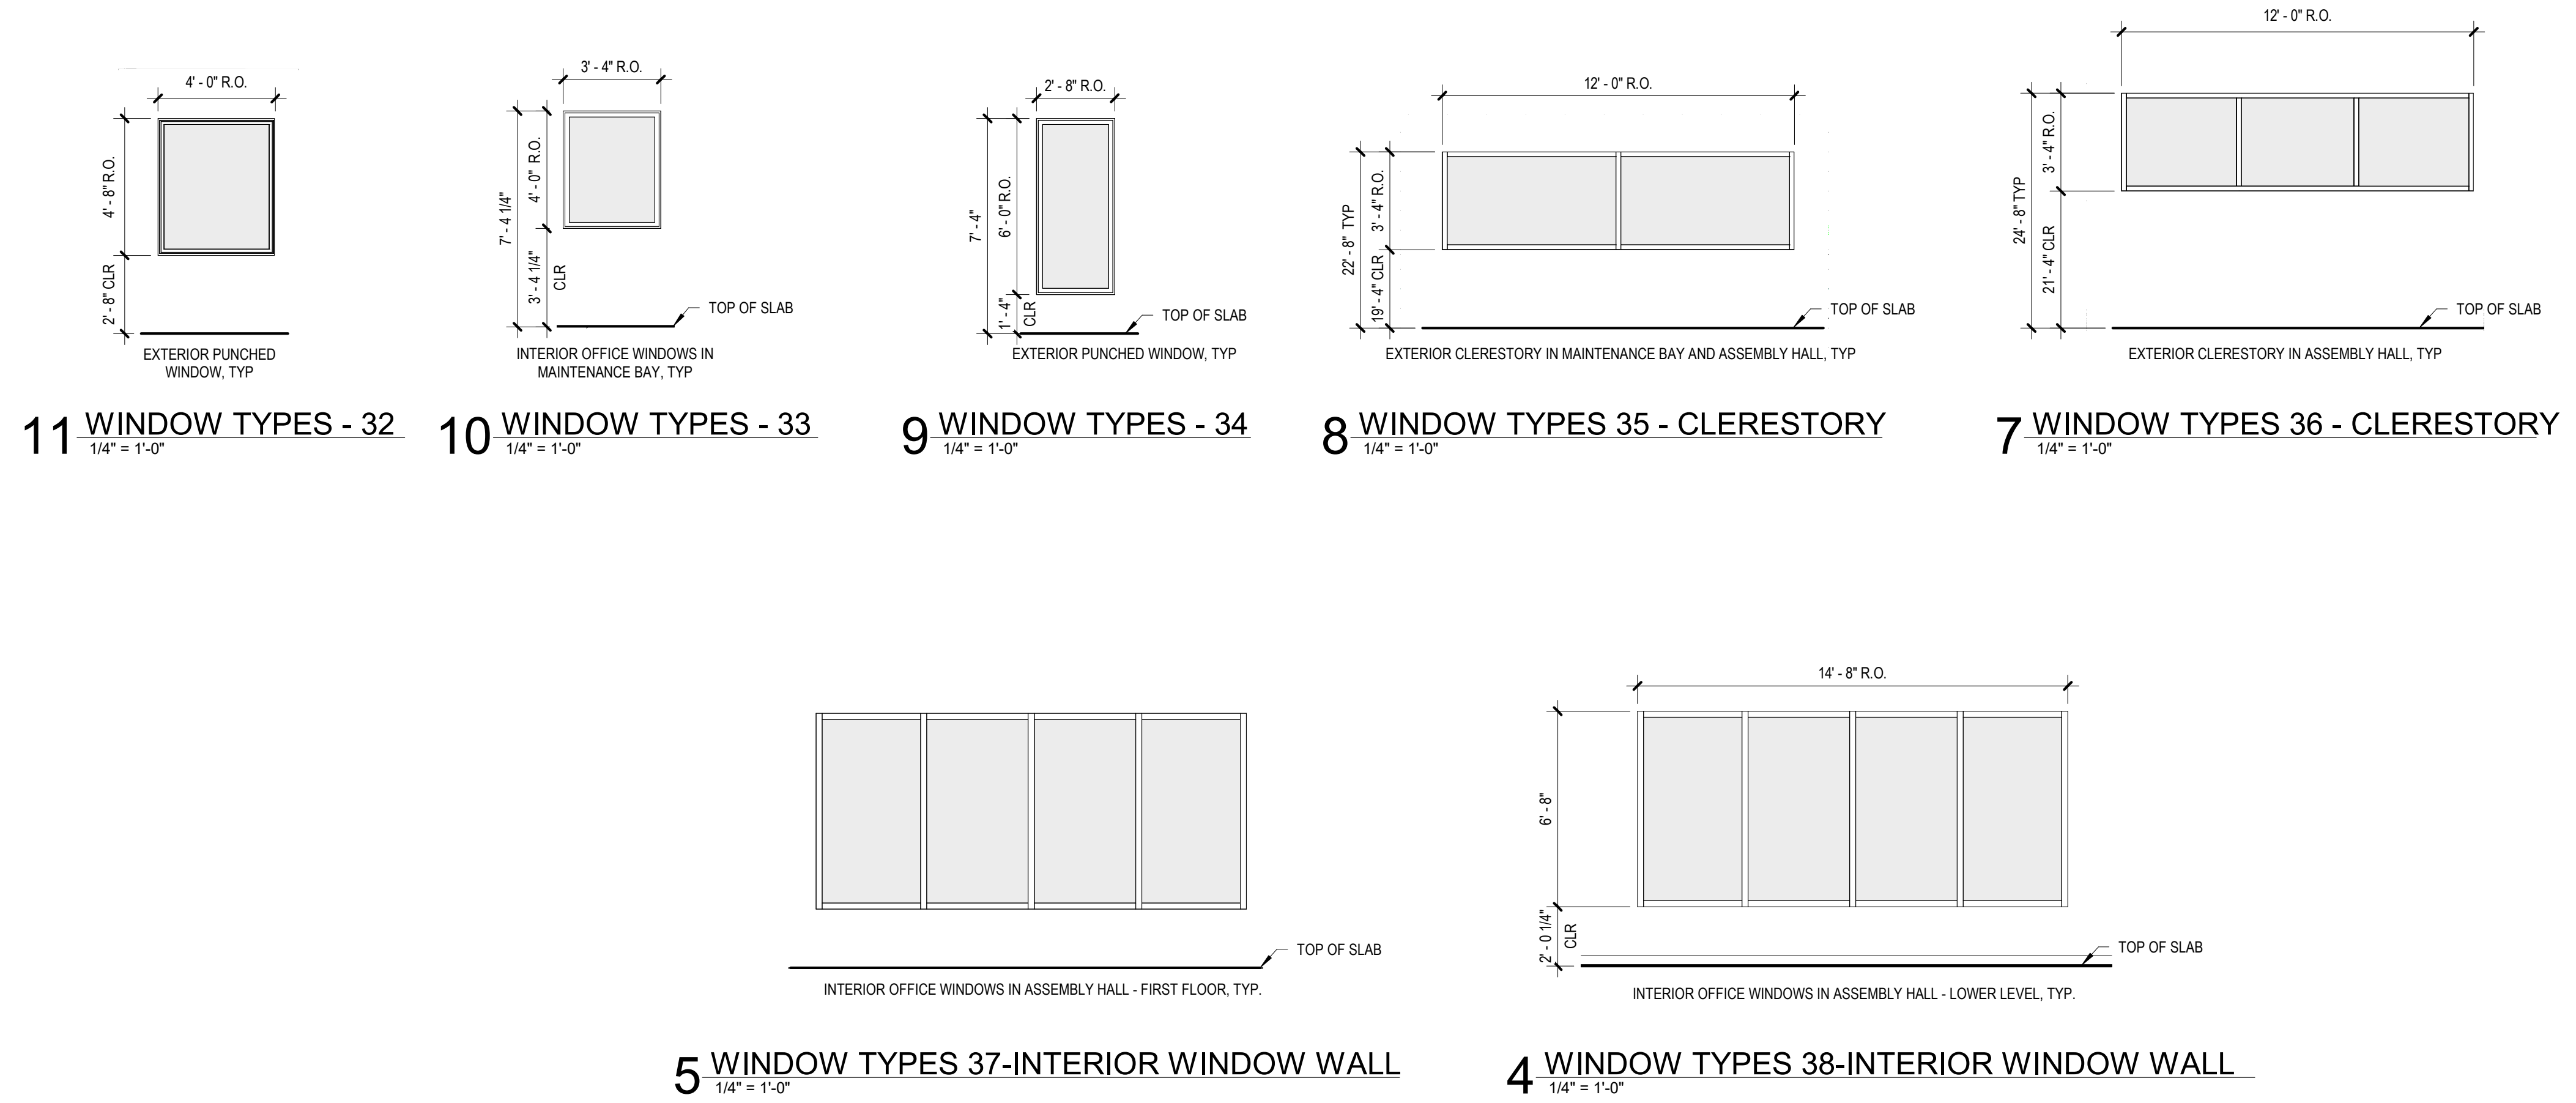 4' - 0" R.O.
4' - 8" R.O.
2' - 8" CLR
EXTERIOR PUNCHED
WINDOW, TYP
11 WINDOW TYPES - 32
1/4" = 1'-0"
3' - 4" R.O.
7' - 4 1/4"
4' - 0" R.O.
3' - 4 1/4"
CLR
TOP OF SLAB
INTERIOR OFFICE WINDOWS IN
MAINTENANCE BAY, TYP
10 WINDOW TYPES - 33
1/4" = 1'-0"
2' - 8" R.O.
7' - 4"
6' - 0" R.O.
1' - 4"
CLR
TOP OF SLAB
EXTERIOR PUNCHED WINDOW, TYP
9 WINDOW TYPES - 34
1/4" = 1'-0"
12' - 0" R.O.
22' - 8" TYP
3' - 4" R.O.
19' - 4" CLR
TOP OF SLAB
EXTERIOR CLERESTORY IN MAINTENANCE BAY AND ASSEMBLY HALL, TYP
8 WINDOW TYPES 35 - CLERESTORY
1/4" = 1'-0"
12' - 0" R.O.
24' - 8" TYP
3' - 4" R.O.
21' - 4" CLR
TOP OF SLAB
EXTERIOR CLERESTORY IN ASSEMBLY HALL, TYP
7 WINDOW TYPES 36 - CLERESTORY
1/4" = 1'-0"
TOP OF SLAB
INTERIOR OFFICE WINDOWS IN ASSEMBLY HALL - FIRST FLOOR, TYP.
5 WINDOW TYPES 37-INTERIOR WINDOW WALL
1/4" = 1'-0"
14' - 8" R.O.
6' - 8"
2' - 0 1/4"
CLR
TOP OF SLAB
INTERIOR OFFICE WINDOWS IN ASSEMBLY HALL - LOWER LEVEL, TYP.
4 WINDOW TYPES 38-INTERIOR WINDOW WALL
1/4" = 1'-0"